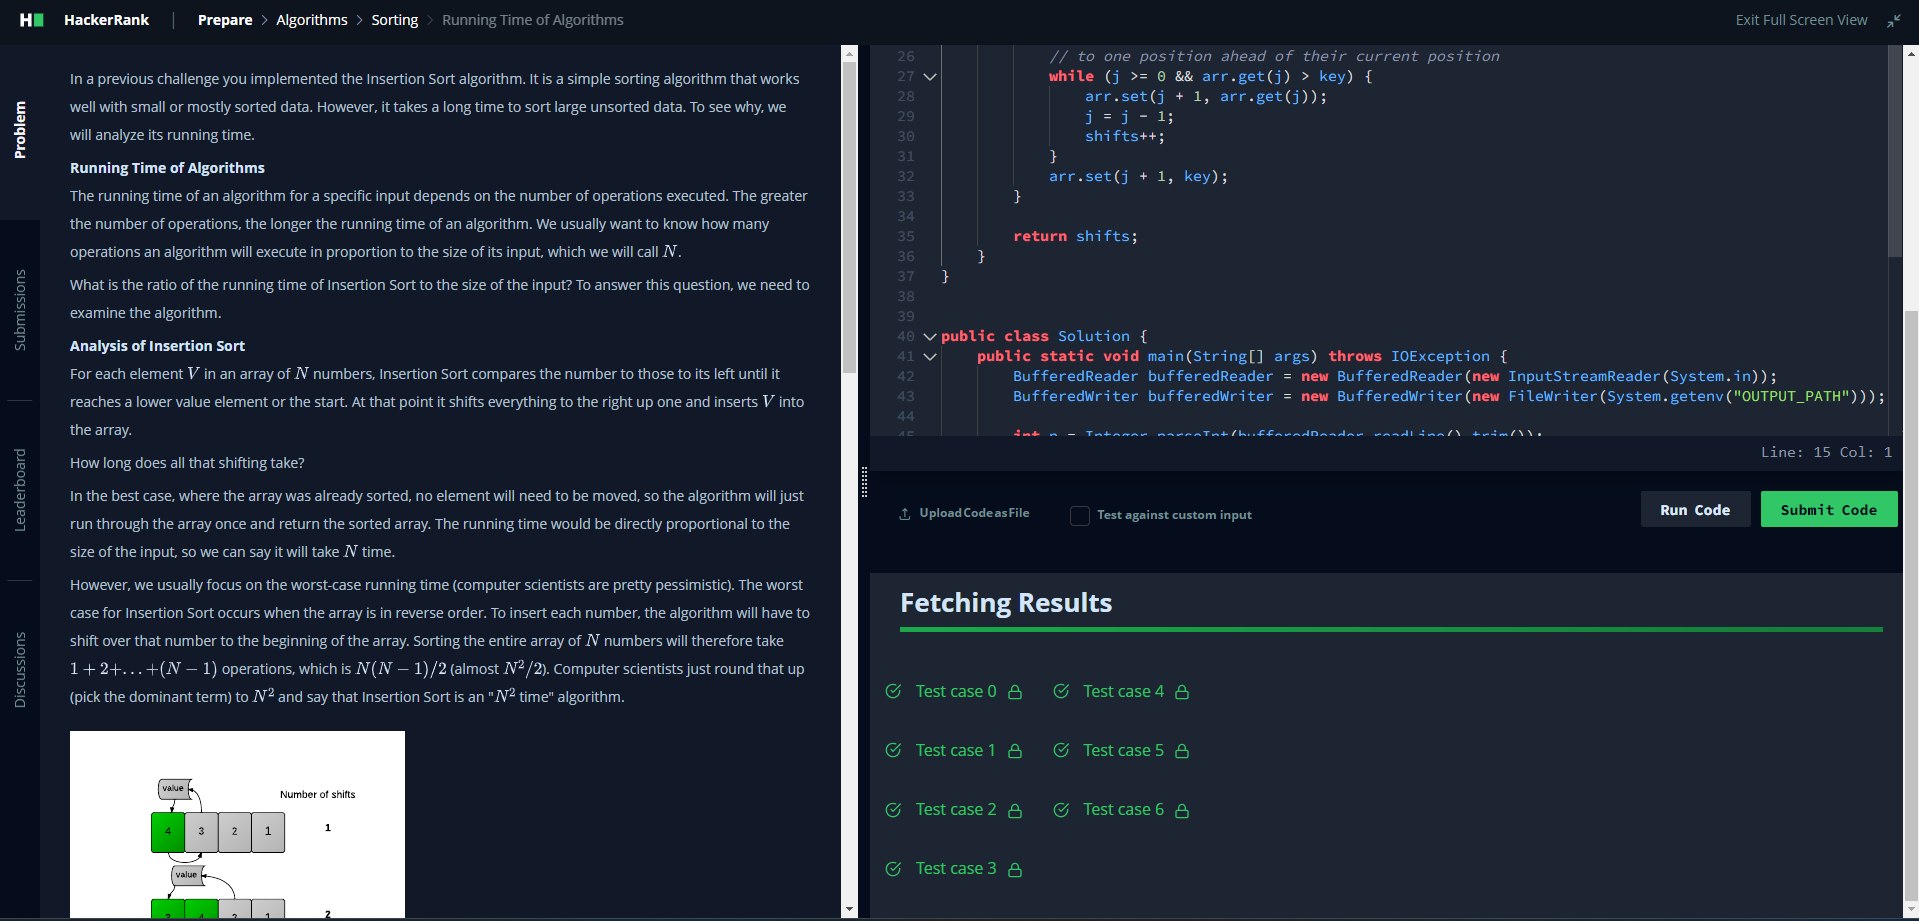 HackerRank
Prepare > Algorithms > Sorting > Running Time of Algorithms
Exit Full Screen View
Problem
Submissions
Leaderboard
Discussions
In a previous challenge you implemented the Insertion Sort algorithm. It is a simple sorting algorithm that works
well with small or mostly sorted data. However, it takes a long time to sort large unsorted data. To see why, we
will analyze its running time.
Running Time of Algorithms
The running time of an algorithm for a specific input depends on the number of operations executed. The greater
the number of operations, the longer the running time of an algorithm. We usually want to know how many
operations an algorithm will execute in proportion to the size of its input, which we will call N.
What is the ratio of the running time of Insertion Sort to the size of the input? To answer this question, we need to
examine the algorithm.
Analysis of Insertion Sort
For each element V in an array of N numbers, Insertion Sort compares the number to those to its left until it
reaches a lower value element or the start. At that point it shifts everything to the right up one and inserts V into
the array.
How long does all that shifting take?
In the best case, where the array was already sorted, no element will need to be moved, so the algorithm will just
run through the array once and return the sorted array. The running time would be directly proportional to the
size of the input, so we can say it will take N time.
However, we usually focus on the worst-case running time (computer scientists are pretty pessimistic). The worst
case for Insertion Sort occurs when the array is in reverse order. To insert each number, the algorithm will have to
shift over that number to the beginning of the array. Sorting the entire array of N numbers will therefore take
1 + 2+...+(N − 1) operations, which is N(N − 1)/2 (almost N²/2). Computer scientists just round that up
(pick the dominant term) to N² and say that Insertion Sort is an "N² time" algorithm.
value
Number of shifts
4 3 2 1
1
value
3 4 2 1
2
26 // to one position ahead of their current position
27 while (j >= 0 && arr.get(j) > key) {
28 arr.set(j + 1, arr.get(j));
29 j = j - 1;
30 shifts++;
31 }
32 arr.set(j + 1, key);
33 }
34
35 return shifts;
36 }
37 }
38
39
40 public class Solution {
41 public static void main(String[] args) throws IOException {
42 BufferedReader bufferedReader = new BufferedReader(new InputStreamReader(System.in));
43 BufferedWriter bufferedWriter = new BufferedWriter(new FileWriter(System.getenv("OUTPUT_PATH")));
44
45 int n = Integer.parseInt(bufferedReader.readLine().trim());
Line: 15 Col: 1
Upload Code as File
Test against custom input
Run Code
Submit Code
Fetching Results
Test case 0
Test case 4
Test case 1
Test case 5
Test case 2
Test case 6
Test case 3